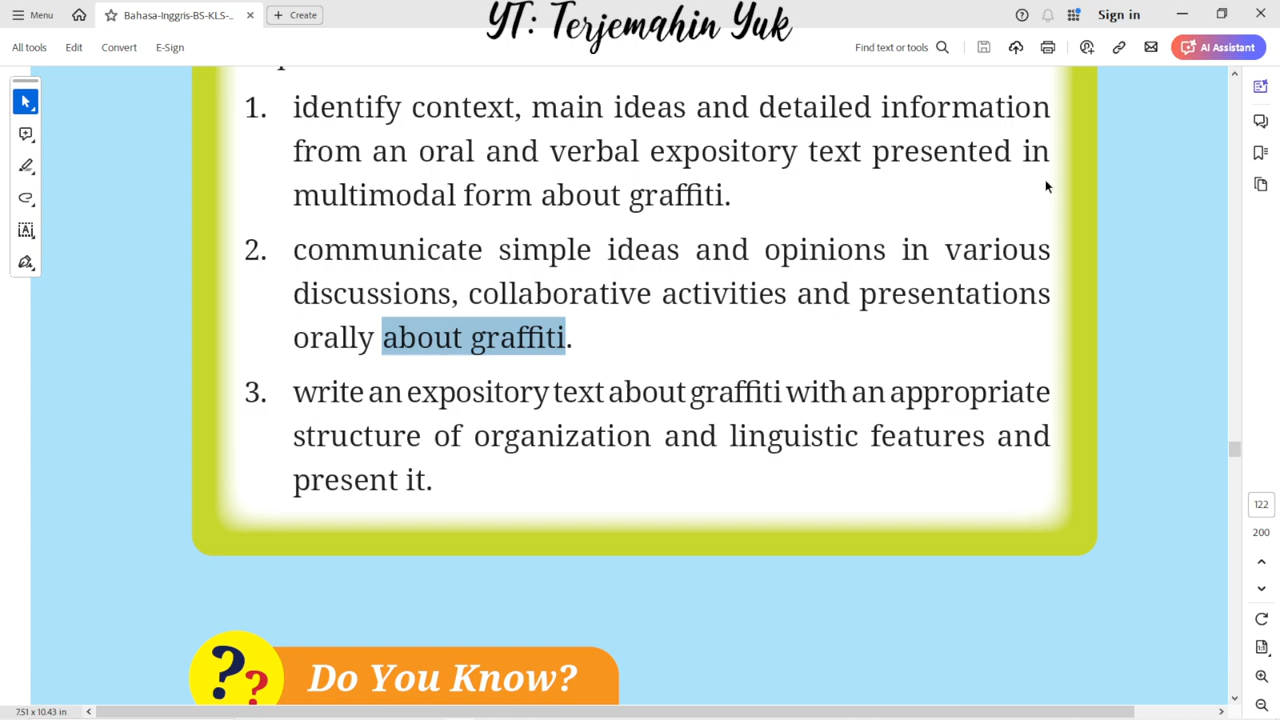 YT: Terjemahin Yuk
Menu
Bahasa-Inggris-BS-KLS-...
Create
Sign in
All tools
Edit
Convert
E-Sign
Find text or tools
AI Assistant
1. identify context, main ideas and detailed information
from an oral and verbal expository text presented in
multimodal form about graffiti.
2. communicate simple ideas and opinions in various
discussions, collaborative activities and presentations
orally about graffiti.
3. write an expository text about graffiti with an appropriate
structure of organization and linguistic features and
present it.
??
Do You Know?
122
200
7.51 x 10.43 in